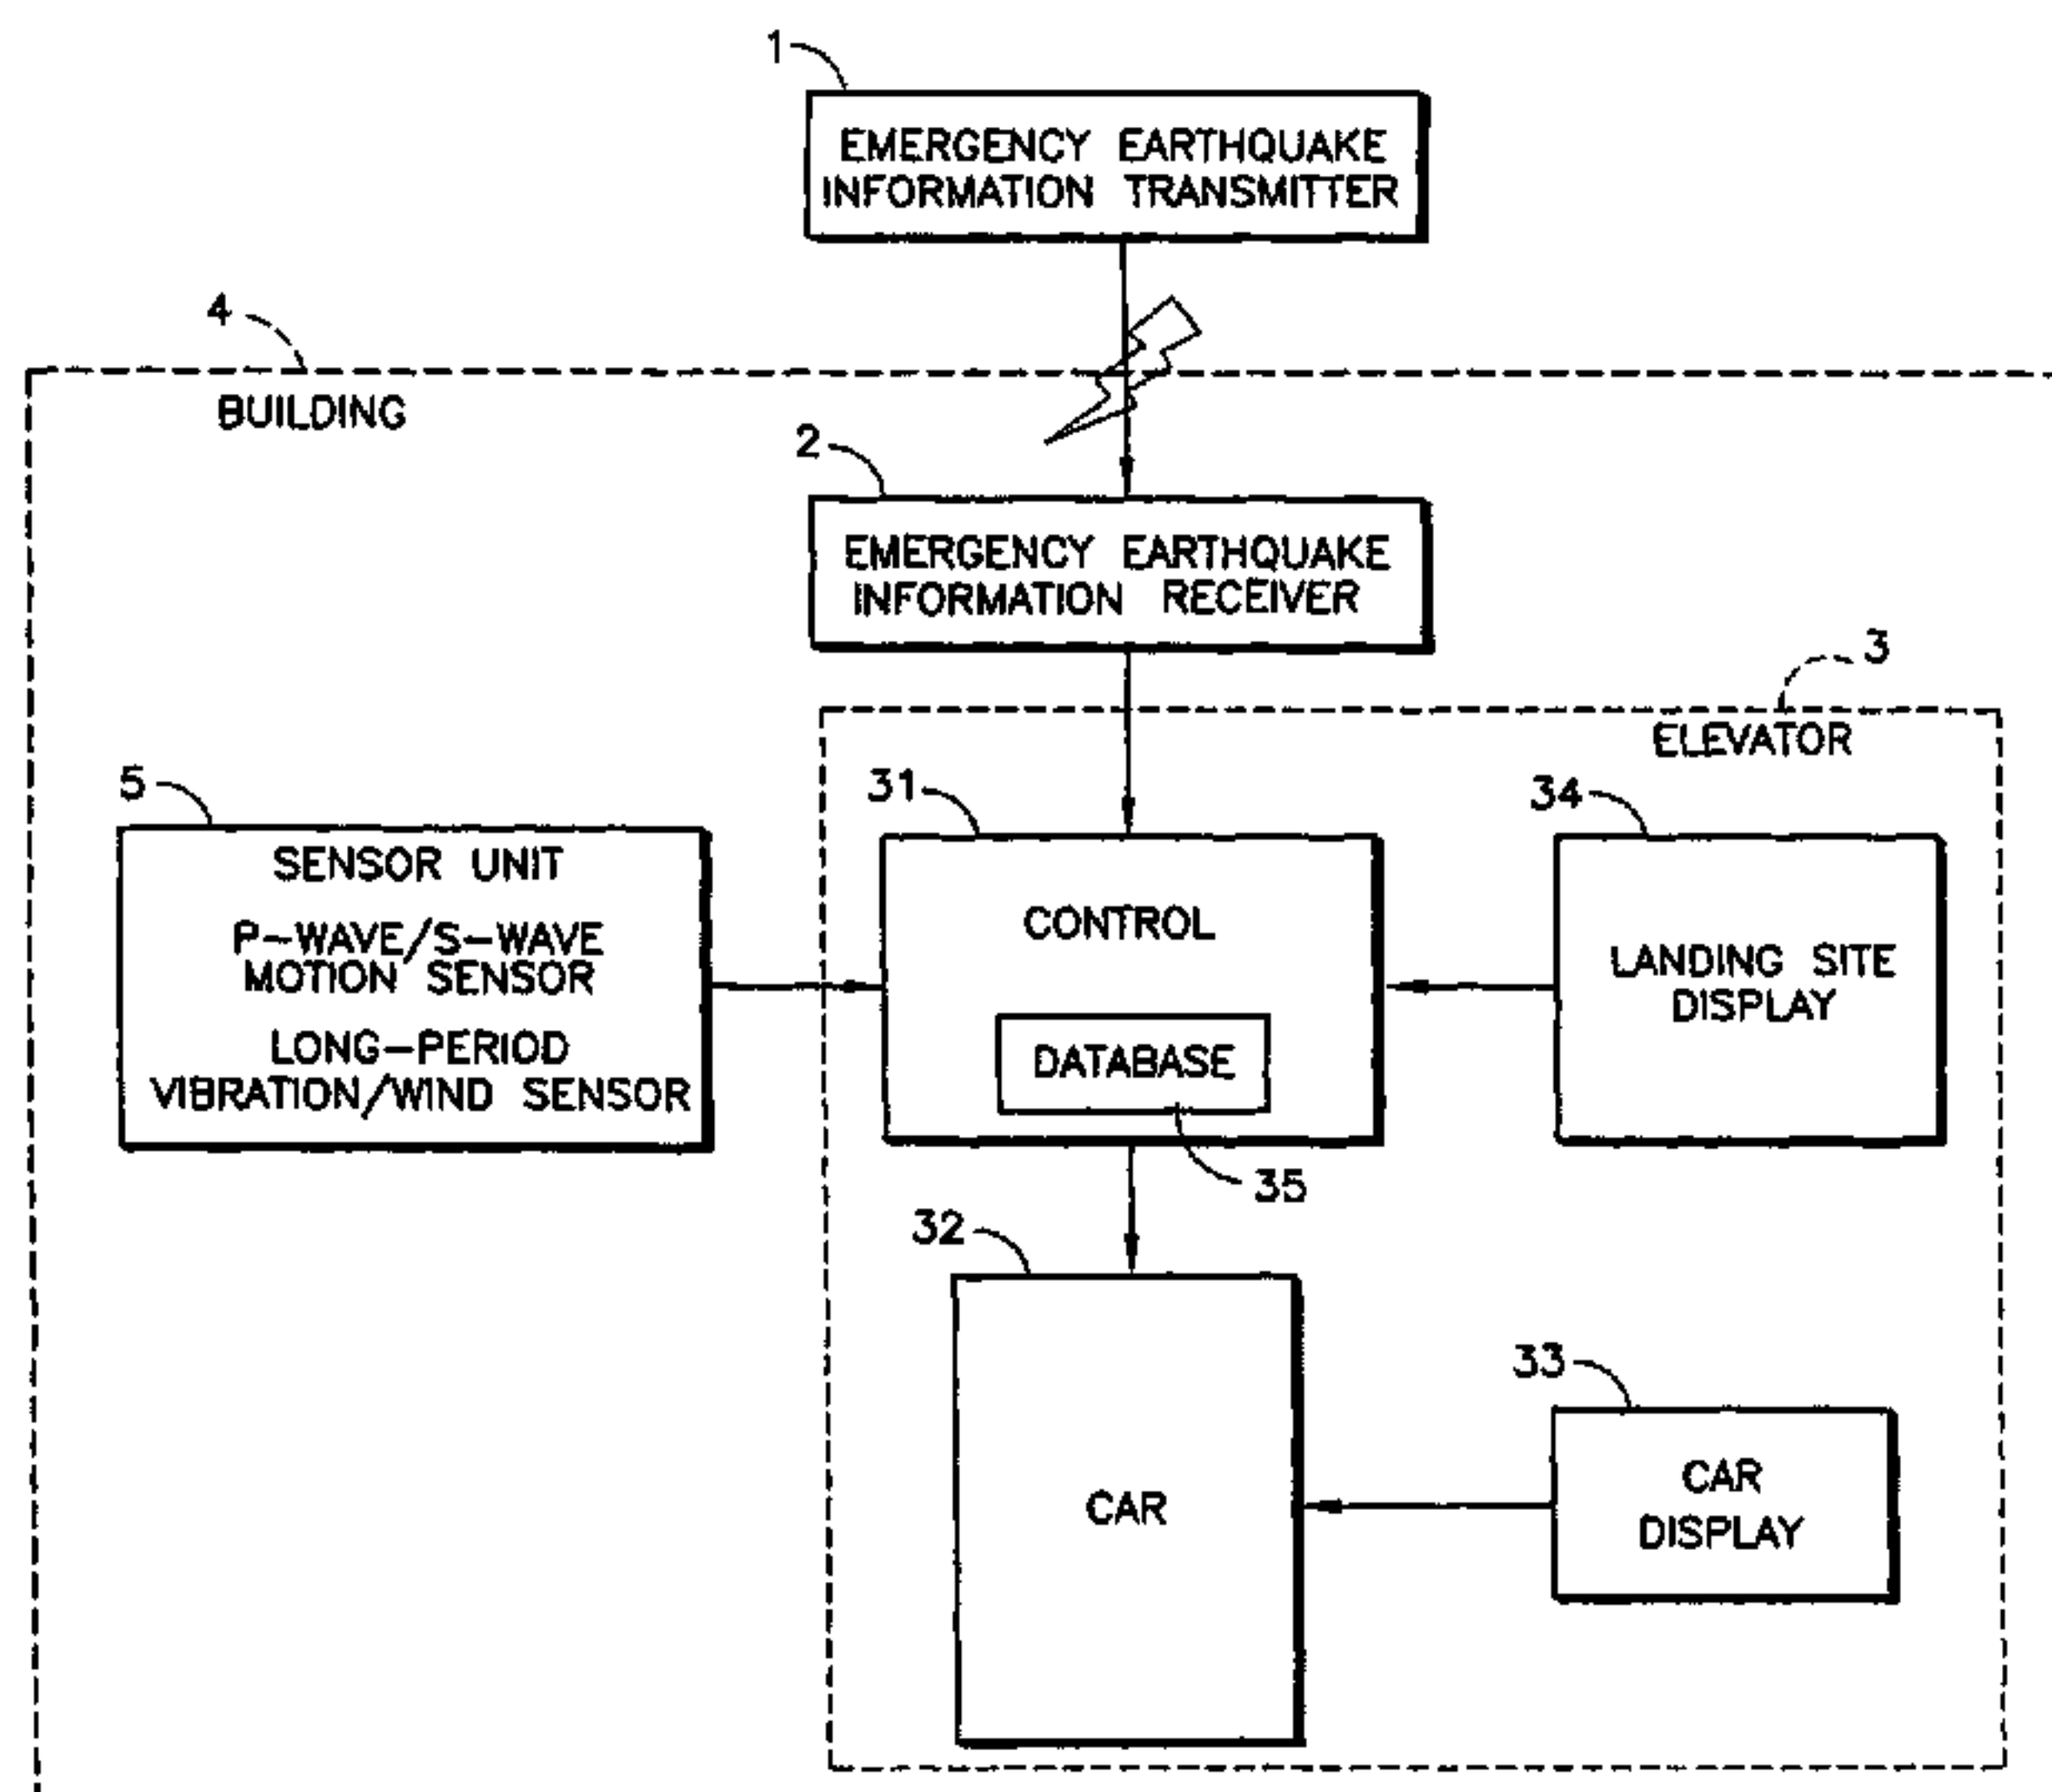 1
EMERGENCY EARTHQUAKE
INFORMATION TRANSMITTER
4
BUILDING
2
EMERGENCY EARTHQUAKE
INFORMATION RECEIVER
3
ELEVATOR
5
SENSOR UNIT
P-WAVE/S-WAVE
MOTION SENSOR
LONG-PERIOD
VIBRATION/WIND SENSOR
31
CONTROL
DATABASE
35
34
LANDING SITE
DISPLAY
32
CAR
33
CAR
DISPLAY